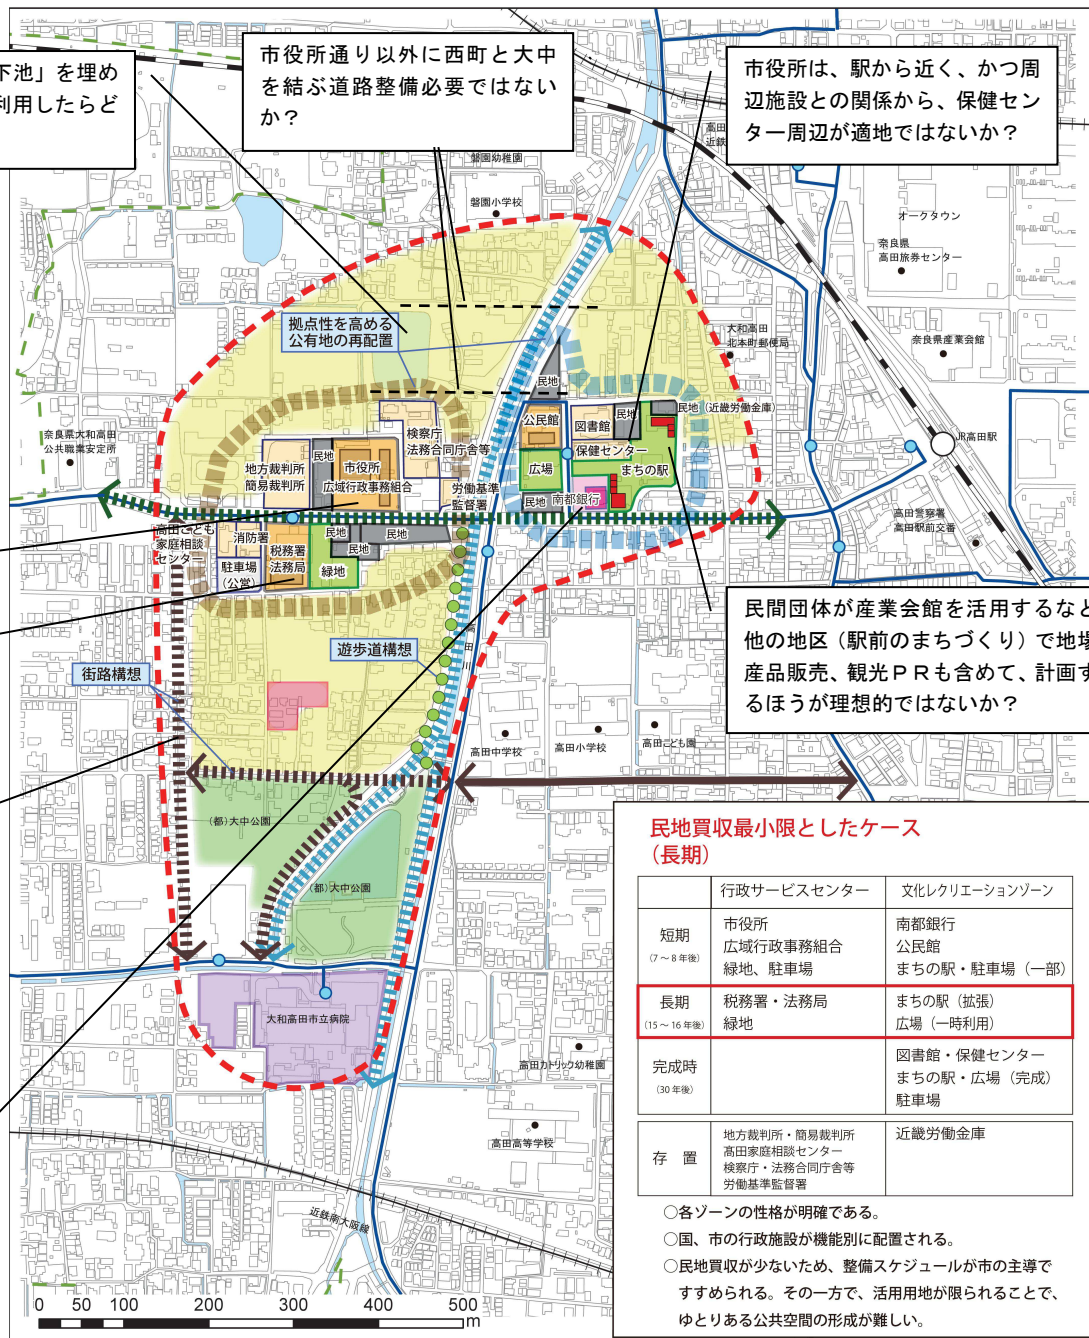 下池」を埋め
利用したらど
市役所通り以外に西町と大中
を結ぶ道路整備必要ではない
か？
市役所は、駅から近く、かつ周
辺施設との関係から、保健セン
ター周辺が適地ではないか？
高田
近鉄
磐園幼稚園
磐園小学校
オークタウン
奈良県
高田旅券センター
拠点性を高める
公有地の再配置
大和高田
北本町郵便局
奈良県産業会館
民地
民地（近畿労働金庫）
奈良県大和高田
公共職業安定所
検察庁
法務合同庁舎等
公民館
図書館
民地
JR高田駅
地方裁判所
簡易裁判所
民地
市役所
広域行政事務組合
保健センター
広場
まちの駅
労働基準
監督署
民地
南都銀行
高田警察署
高田駅前交番
高田こども
家庭相談
センター
消防署
駐車場
（公営）
税務署
法務局
民地
民地
民地
緑地
民間団体が産業会館を活用するなど
他の地区（駅前のまちづくり）で地場
産品販売、観光ＰＲも含めて、計画す
るほうが理想的ではないか？
高田川
遊歩道構想
街路構想
高田中学校
高田小学校
高田こども園
(都)大中公園
(都)大中公園
大和高田市立病院
高田カトリック幼稚園
高田高等学校
近鉄南大阪線
0 50 100 200 300 400 500
m
民地買収最小限としたケース
（長期）
行政サービスセンター 文化レクリエーションゾーン
短期
（7～8年後）
市役所
広域行政事務組合
緑地、駐車場
南都銀行
公民館
まちの駅・駐車場（一部）
長期
（15～16年後）
税務署・法務局
緑地
まちの駅（拡張）
広場（一時利用）
完成時
（30年後）
図書館・保健センター
まちの駅・広場（完成）
駐車場
存　置
地方裁判所・簡易裁判所
高田家庭相談センター
検察庁・法務合同庁舎等
労働基準監督署
近畿労働金庫
○各ゾーンの性格が明確である。
○国、市の行政施設が機能別に配置される。
○民地買収が少ないため、整備スケジュールが市の主導で
すすめられる。その一方で、活用用地が限られることで、
ゆとりある公共空間の形成が難しい。